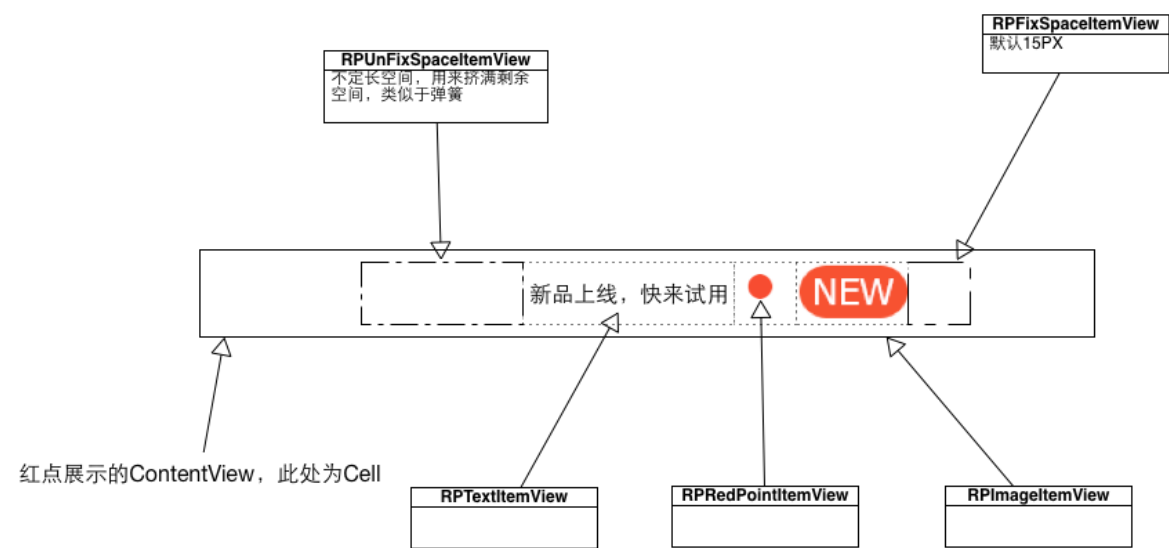 RPFixSpaceItemView
默认15PX
RPUnFixSpaceItemView
不定长空间，用来挤满剩余
空间，类似于弹簧
新品上线，快来试用
NEW
红点展示的ContentView，此处为Cell
RPTextItemView
RPRedPointItemView
RPImageItemView